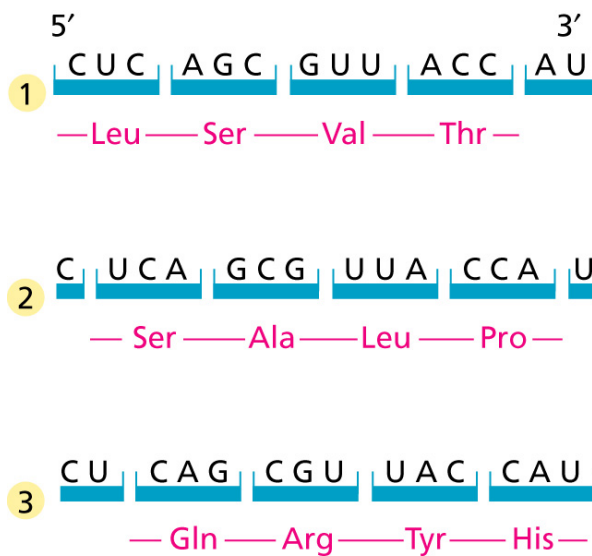 5′ 3′
CUC AGC GUU ACC AU
1
—Leu—Ser—Val—Thr—
C UCA GCG UUA CCA U
2
—Ser—Ala—Leu—Pro—
CU CAG CGU UAC CAU
3
—Gln—Arg—Tyr—His—